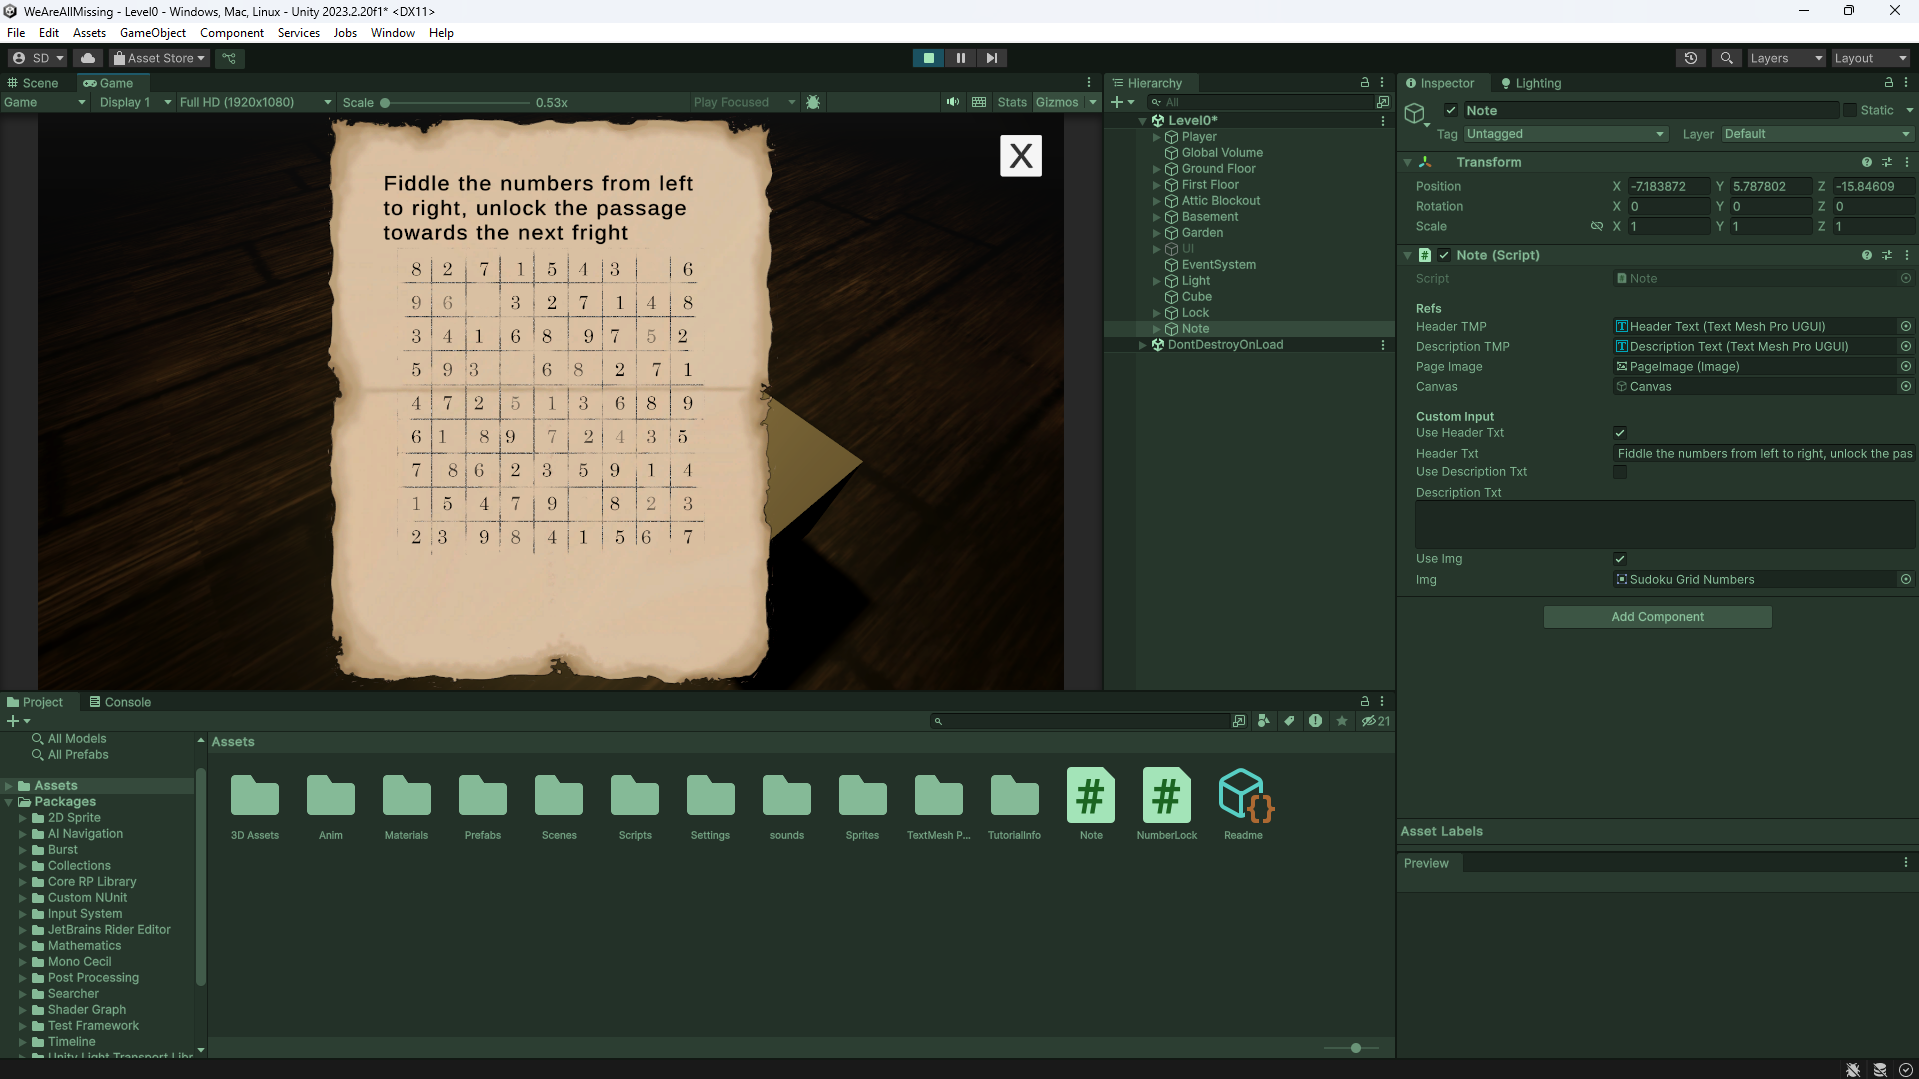 WeAreAllMissing - Level0 - Windows, Mac, Linux - Unity 2023.2.20f1* <DX11>
File Edit Assets GameObject Component Services Jobs Window Help
SD Asset Store Layers Layout
Scene Game
Game Display 1 Full HD (1920x1080) Scale 0.53x Play Focused Stats Gizmos
Fiddle the numbers from left
to right, unlock the passage
towards the next fright
X
8 2 7 1 5 4 3 6
9 6 3 2 7 1 4 8
3 4 1 6 8 9 7 5 2
5 9 3 6 8 2 7 1
4 7 2 5 1 3 6 8 9
6 1 8 9 7 2 4 3 5
7 8 6 2 3 5 9 1 4
1 5 4 7 9 8 2 3
2 3 9 8 4 1 5 6 7
Hierarchy
All
Level0*
Player
Global Volume
Ground Floor
First Floor
Attic Blockout
Basement
Garden
UI
EventSystem
Light
Cube
Lock
Note
DontDestroyOnLoad
Inspector Lighting
Note Static
Tag Untagged Layer Default
Transform
Position X -7.183872 Y 5.787802 Z -15.84609
Rotation X 0 Y 0 Z 0
Scale X 1 Y 1 Z 1
# Note (Script)
Script Note
Refs
Header TMP Header Text (Text Mesh Pro UGUI)
Description TMP Description Text (Text Mesh Pro UGUI)
Page Image PageImage (Image)
Canvas Canvas
Custom Input
Use Header Txt
Header Txt Fiddle the numbers from left to right, unlock the pas
Use Description Txt
Description Txt
Use Img
Img Sudoku Grid Numbers
Add Component
Asset Labels
Preview
Project Console
21
All Models
All Prefabs
Assets
Packages
2D Sprite
AI Navigation
Burst
Collections
Core RP Library
Custom NUnit
Input System
JetBrains Rider Editor
Mathematics
Mono Cecil
Post Processing
Searcher
Shader Graph
Test Framework
Timeline
Assets
# # {}
3D Assets Anim Materials Prefabs Scenes Scripts Settings sounds Sprites TextMesh P... TutorialInfo Note NumberLock Readme